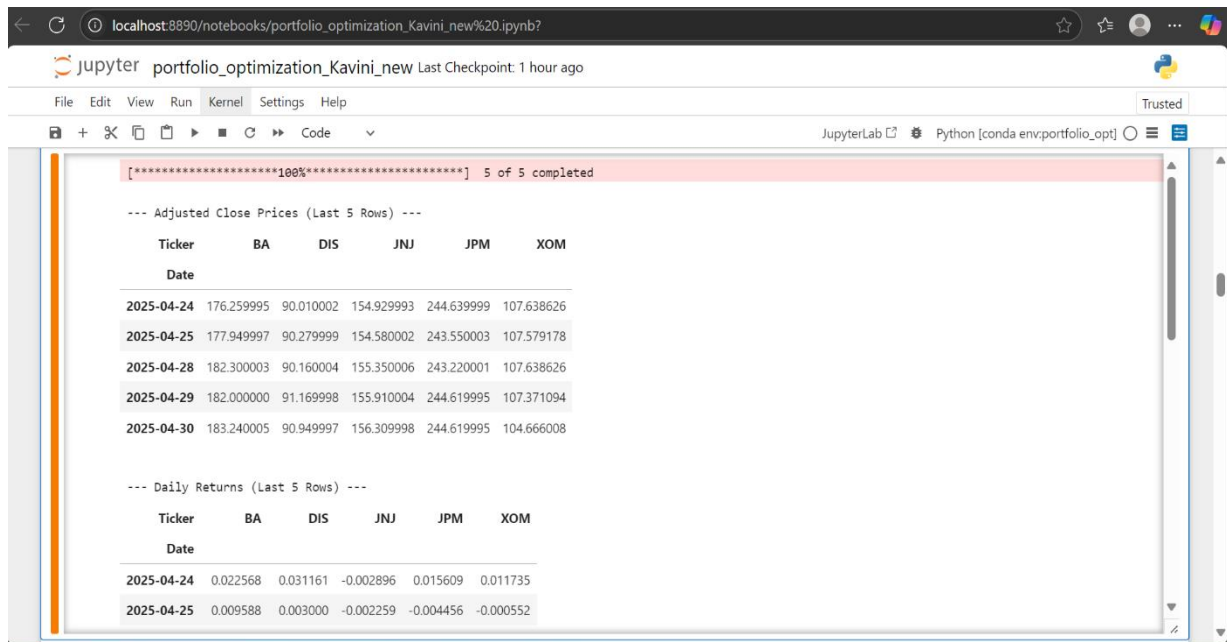 localhost:8890/notebooks/portfolio_optimization_Kavini_new%20.ipynb?
jupyter portfolio_optimization_Kavini_new Last Checkpoint: 1 hour ago
File Edit View Run Kernel Settings Help Trusted
Code JupyterLab Python [conda env:portfolio_opt]
[**********************100%***********************] 5 of 5 completed
--- Adjusted Close Prices (Last 5 Rows) ---
Ticker BA DIS JNJ JPM XOM
Date
2025-04-24 176.259995 90.010002 154.929993 244.639999 107.638626
2025-04-25 177.949997 90.279999 154.580002 243.550003 107.579178
2025-04-28 182.300003 90.160004 155.350006 243.220001 107.638626
2025-04-29 182.000000 91.169998 155.910004 244.619995 107.371094
2025-04-30 183.240005 90.949997 156.309998 244.619995 104.666008
--- Daily Returns (Last 5 Rows) ---
Ticker BA DIS JNJ JPM XOM
Date
2025-04-24 0.022568 0.031161 -0.002896 0.015609 0.011735
2025-04-25 0.009588 0.003000 -0.002259 -0.004456 -0.000552